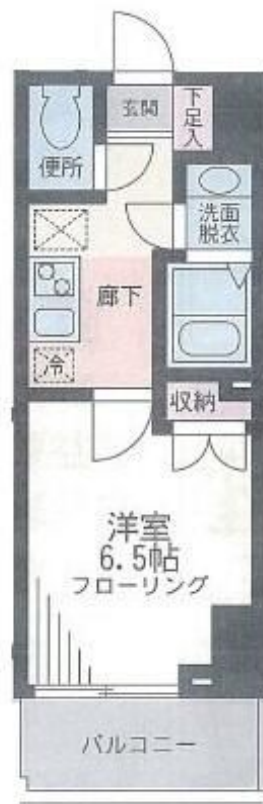 玄関
下足入
便所
洗面
脱衣
廊下
冷
収納
洋室
6.5帖
フローリング
バルコニー